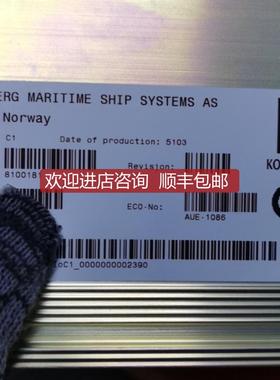 ERG MARITIME SHIP SYSTEMS AS
Norway
C1 Date of production: 5103
Revision:
KO
欢迎进店咨询 顺丰包邮
ECO-No:
AUE-1086
oC1_0000000002390